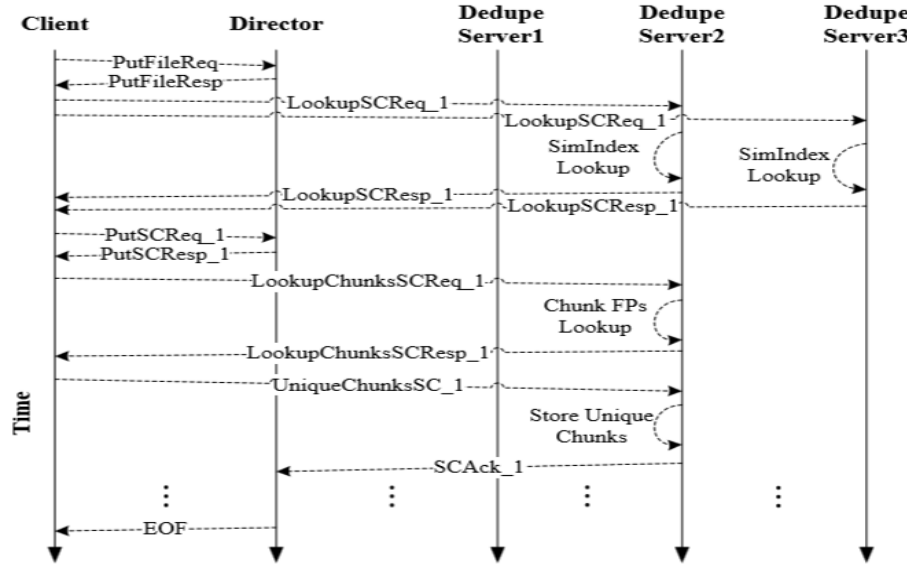 Client
Director
Dedupe
Server1
Dedupe
Server2
Dedupe
Server3
PutFileReq
PutFileResp
LookupSCReq_1
LookupSCReq_1
SimIndex
Lookup
SimIndex
Lookup
LookupSCResp_1
LookupSCResp_1
PutSCReq_1
PutSCResp_1
LookupChunksSCReq_1
Chunk FPs
Lookup
LookupChunksSCResp_1
UniqueChunksSC_1
Time
Store Unique
Chunks
SCAck_1
EOF